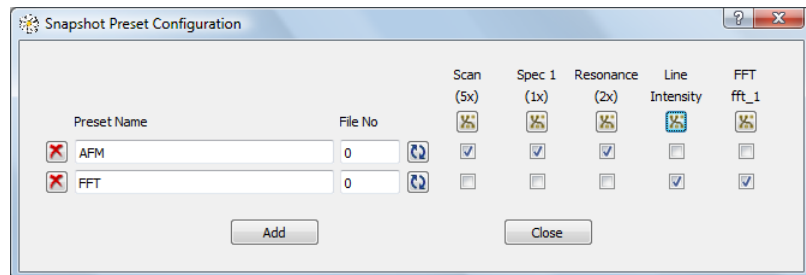 Snapshot Preset Configuration
?
Scan Spec 1 Resonance Line FFT
(5x) (1x) (2x) Intensity fft_1
Preset Name File No
AFM 0
FFT 0
Add Close